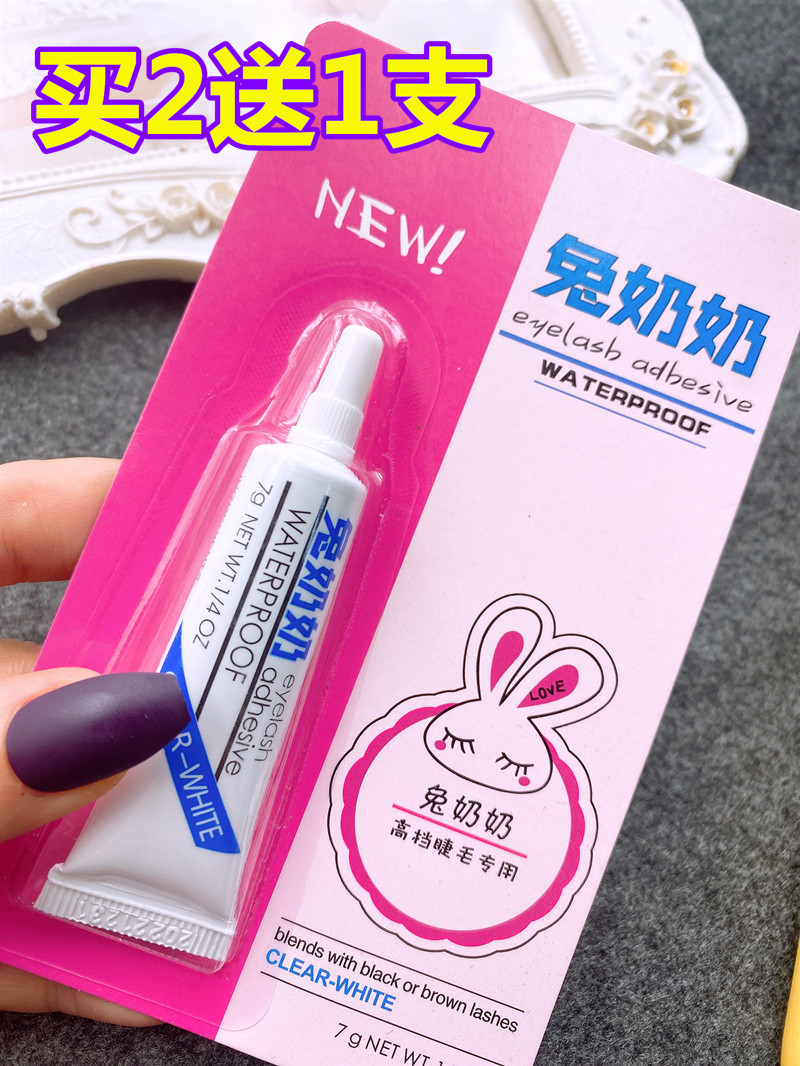 买2送1支
NEW!
兔奶奶
eyelash adhesive
WATERPROOF
兔奶奶
eyelash
adhesive
WATERPROOF
7g NET WT.1/4 OZ
R-WHITE
LOVE
兔奶奶
高档睫毛专用
blends with black or brown lashes
CLEAR-WHITE
7 g NET WT.